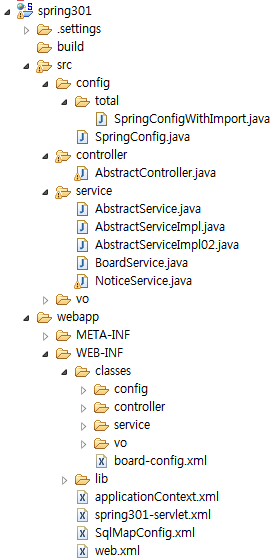 spring301
.settings
build
src
config
total
SpringConfigWithImport.java
SpringConfig.java
controller
AbstractController.java
service
AbstractService.java
AbstractServiceImpl.java
AbstractServiceImpl02.java
BoardService.java
NoticeService.java
vo
webapp
META-INF
WEB-INF
classes
config
controller
service
vo
board-config.xml
lib
applicationContext.xml
spring301-servlet.xml
SqlMapConfig.xml
web.xml